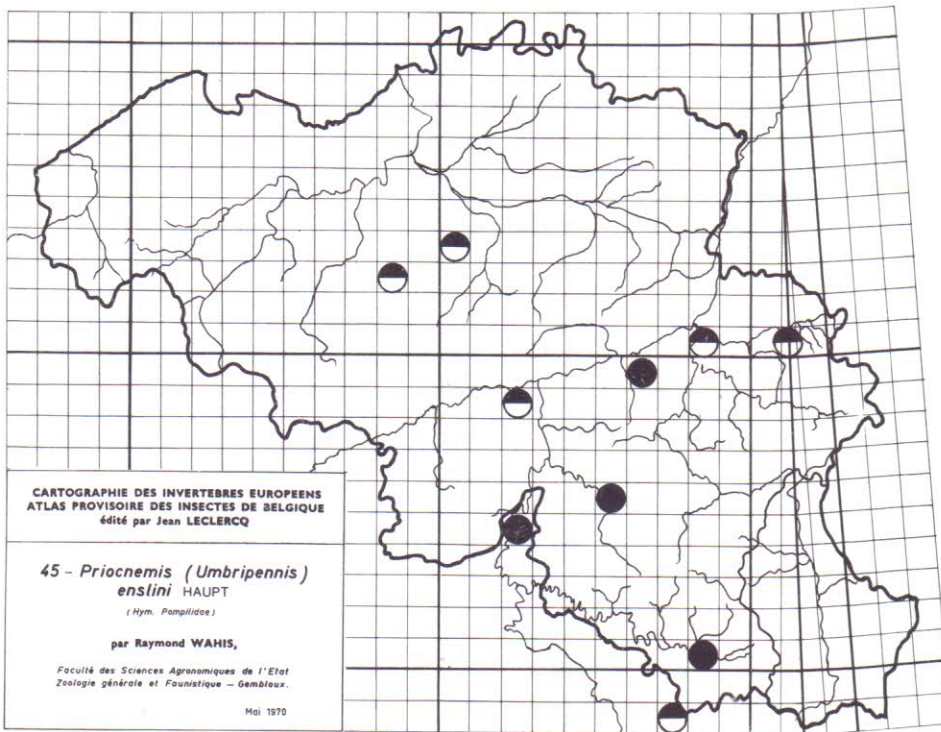 CARTOGRAPHIE DES INVERTEBRES EUROPEENS
ATLAS PROVISOIRE DES INSECTES DE BELGIQUE
édité par Jean LECLERCQ
45 – Priocnemis (Umbripennis)
enslini HAUPT
(Hym. Pompilidae)
par Raymond WAHIS,
Faculté des Sciences Agronomiques de l'Etat
Zoologie générale et Faunistique – Gembloux.
Mai 1970